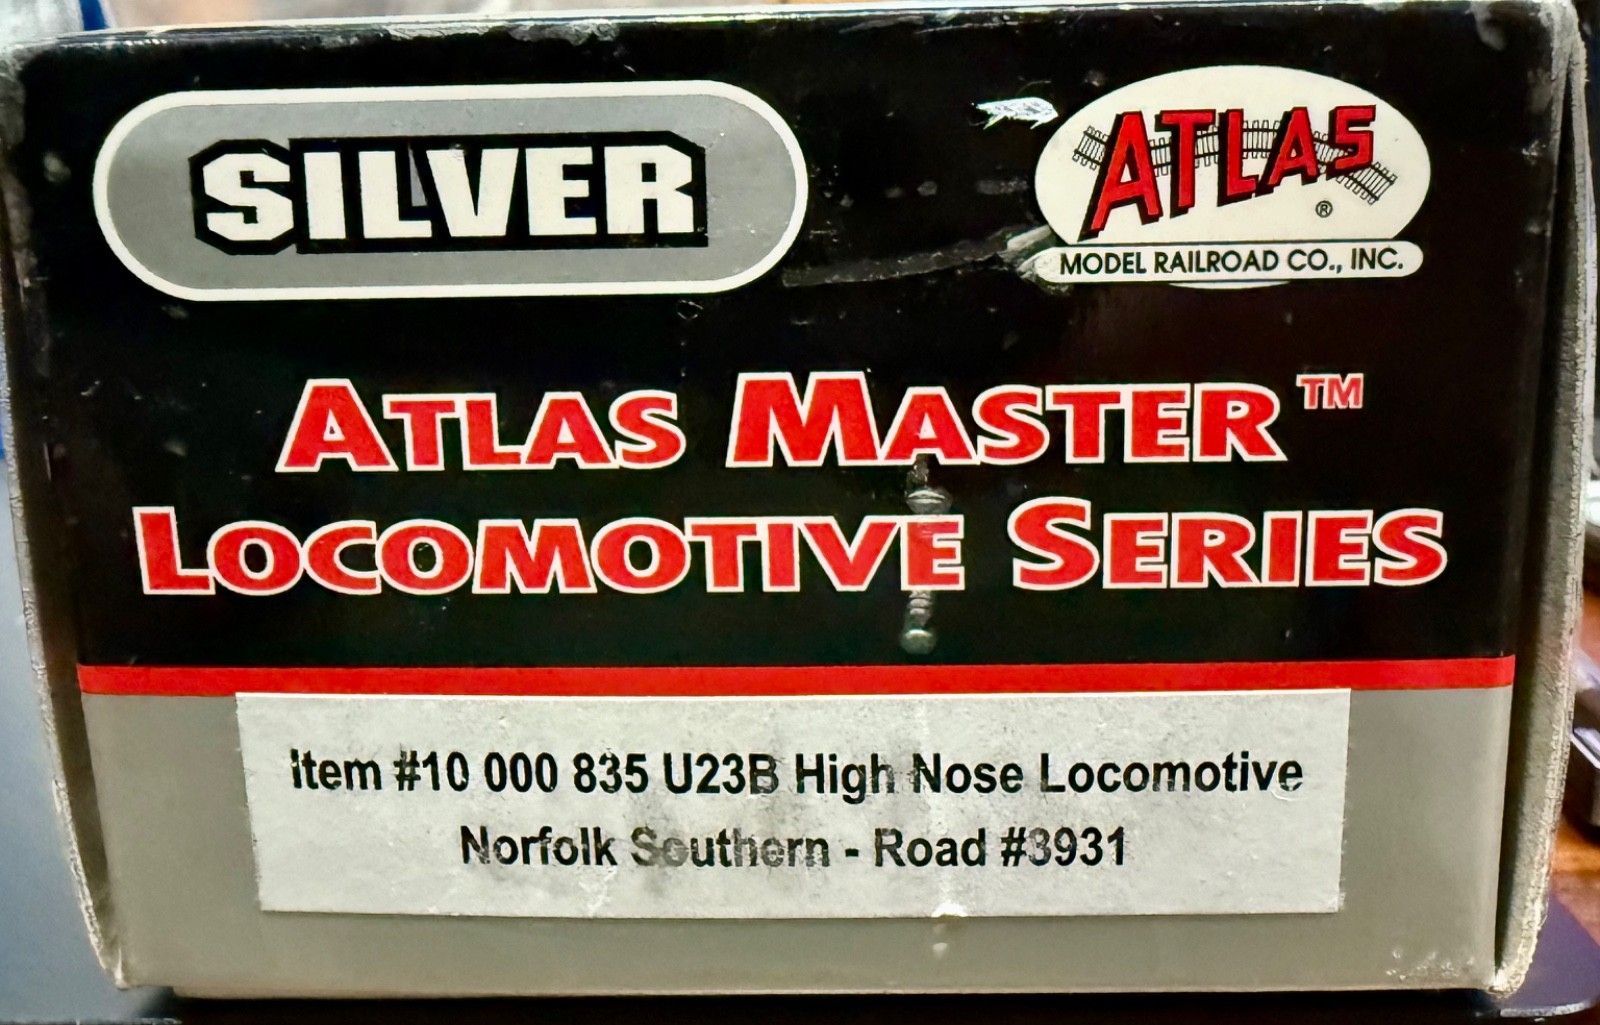 SILVER
ATLAS
®
MODEL RAILROAD CO., INC.
ATLAS MASTER™
LOCOMOTIVE SERIES
Item #10 000 835 U23B High Nose Locomotive
Norfolk Southern - Road #3931